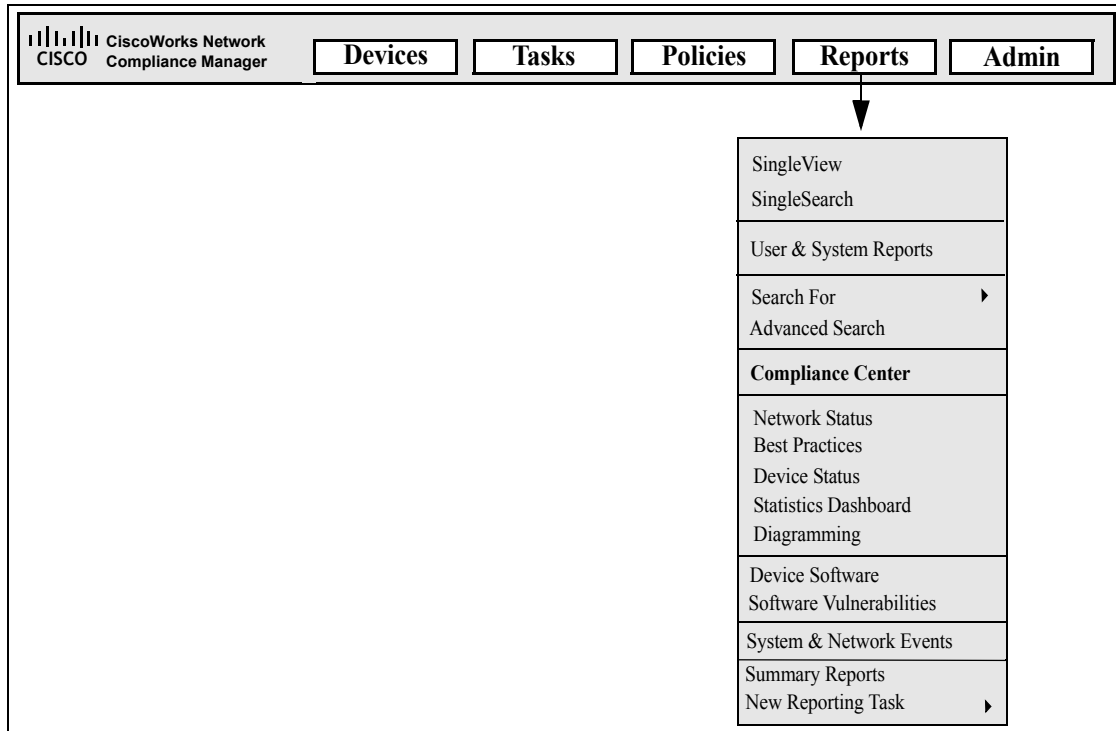 CISCO
CiscoWorks Network
Compliance Manager
Devices
Tasks
Policies
Reports
Admin
SingleView
SingleSearch
User & System Reports
Search For
Advanced Search
Compliance Center
Network Status
Best Practices
Device Status
Statistics Dashboard
Diagramming
Device Software
Software Vulnerabilities
System & Network Events
Summary Reports
New Reporting Task